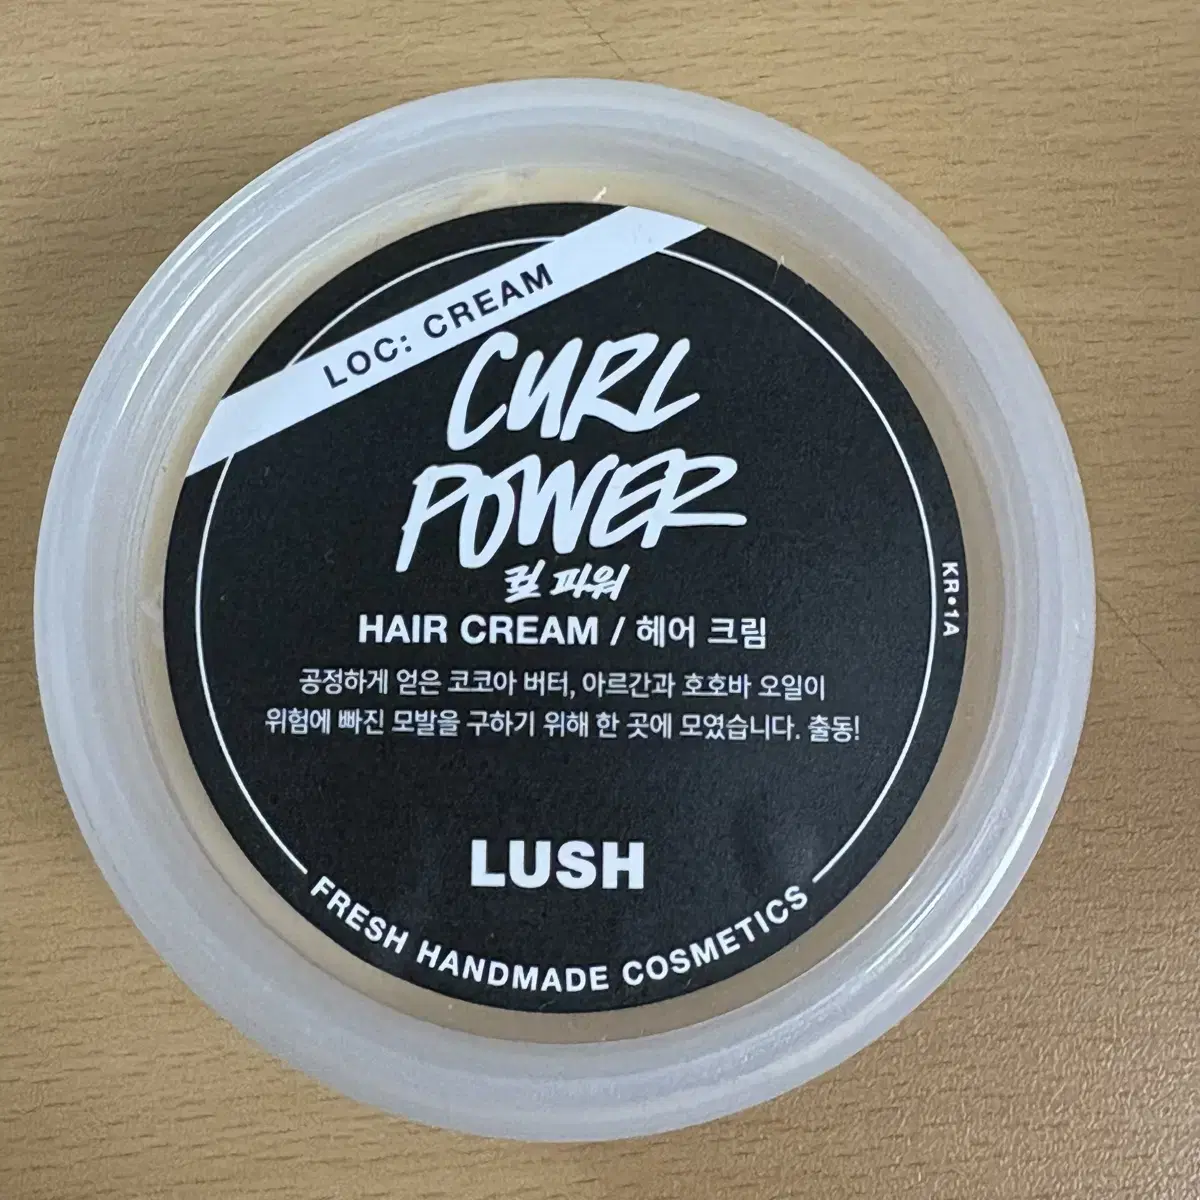 LOC: CREAM
CURL
POWER
컬 파워
HAIR CREAM / 헤어 크림
공정하게 얻은 코코아 버터, 아르간과 호호바 오일이
위험에 빠진 모발을 구하기 위해 한 곳에 모였습니다. 출동!
KR•1A
LUSH
FRESH HANDMADE COSMETICS